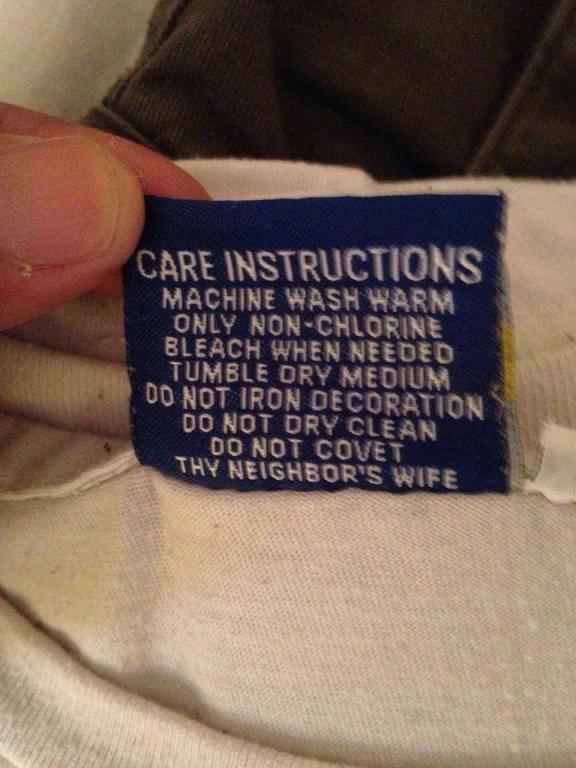 CARE INSTRUCTIONS
MACHINE WASH WARM
ONLY NON-CHLORINE
BLEACH WHEN NEEDED
TUMBLE DRY MEDIUM
DO NOT IRON DECORATION
DO NOT DRY CLEAN
DO NOT COVET
THY NEIGHBOR'S WIFE